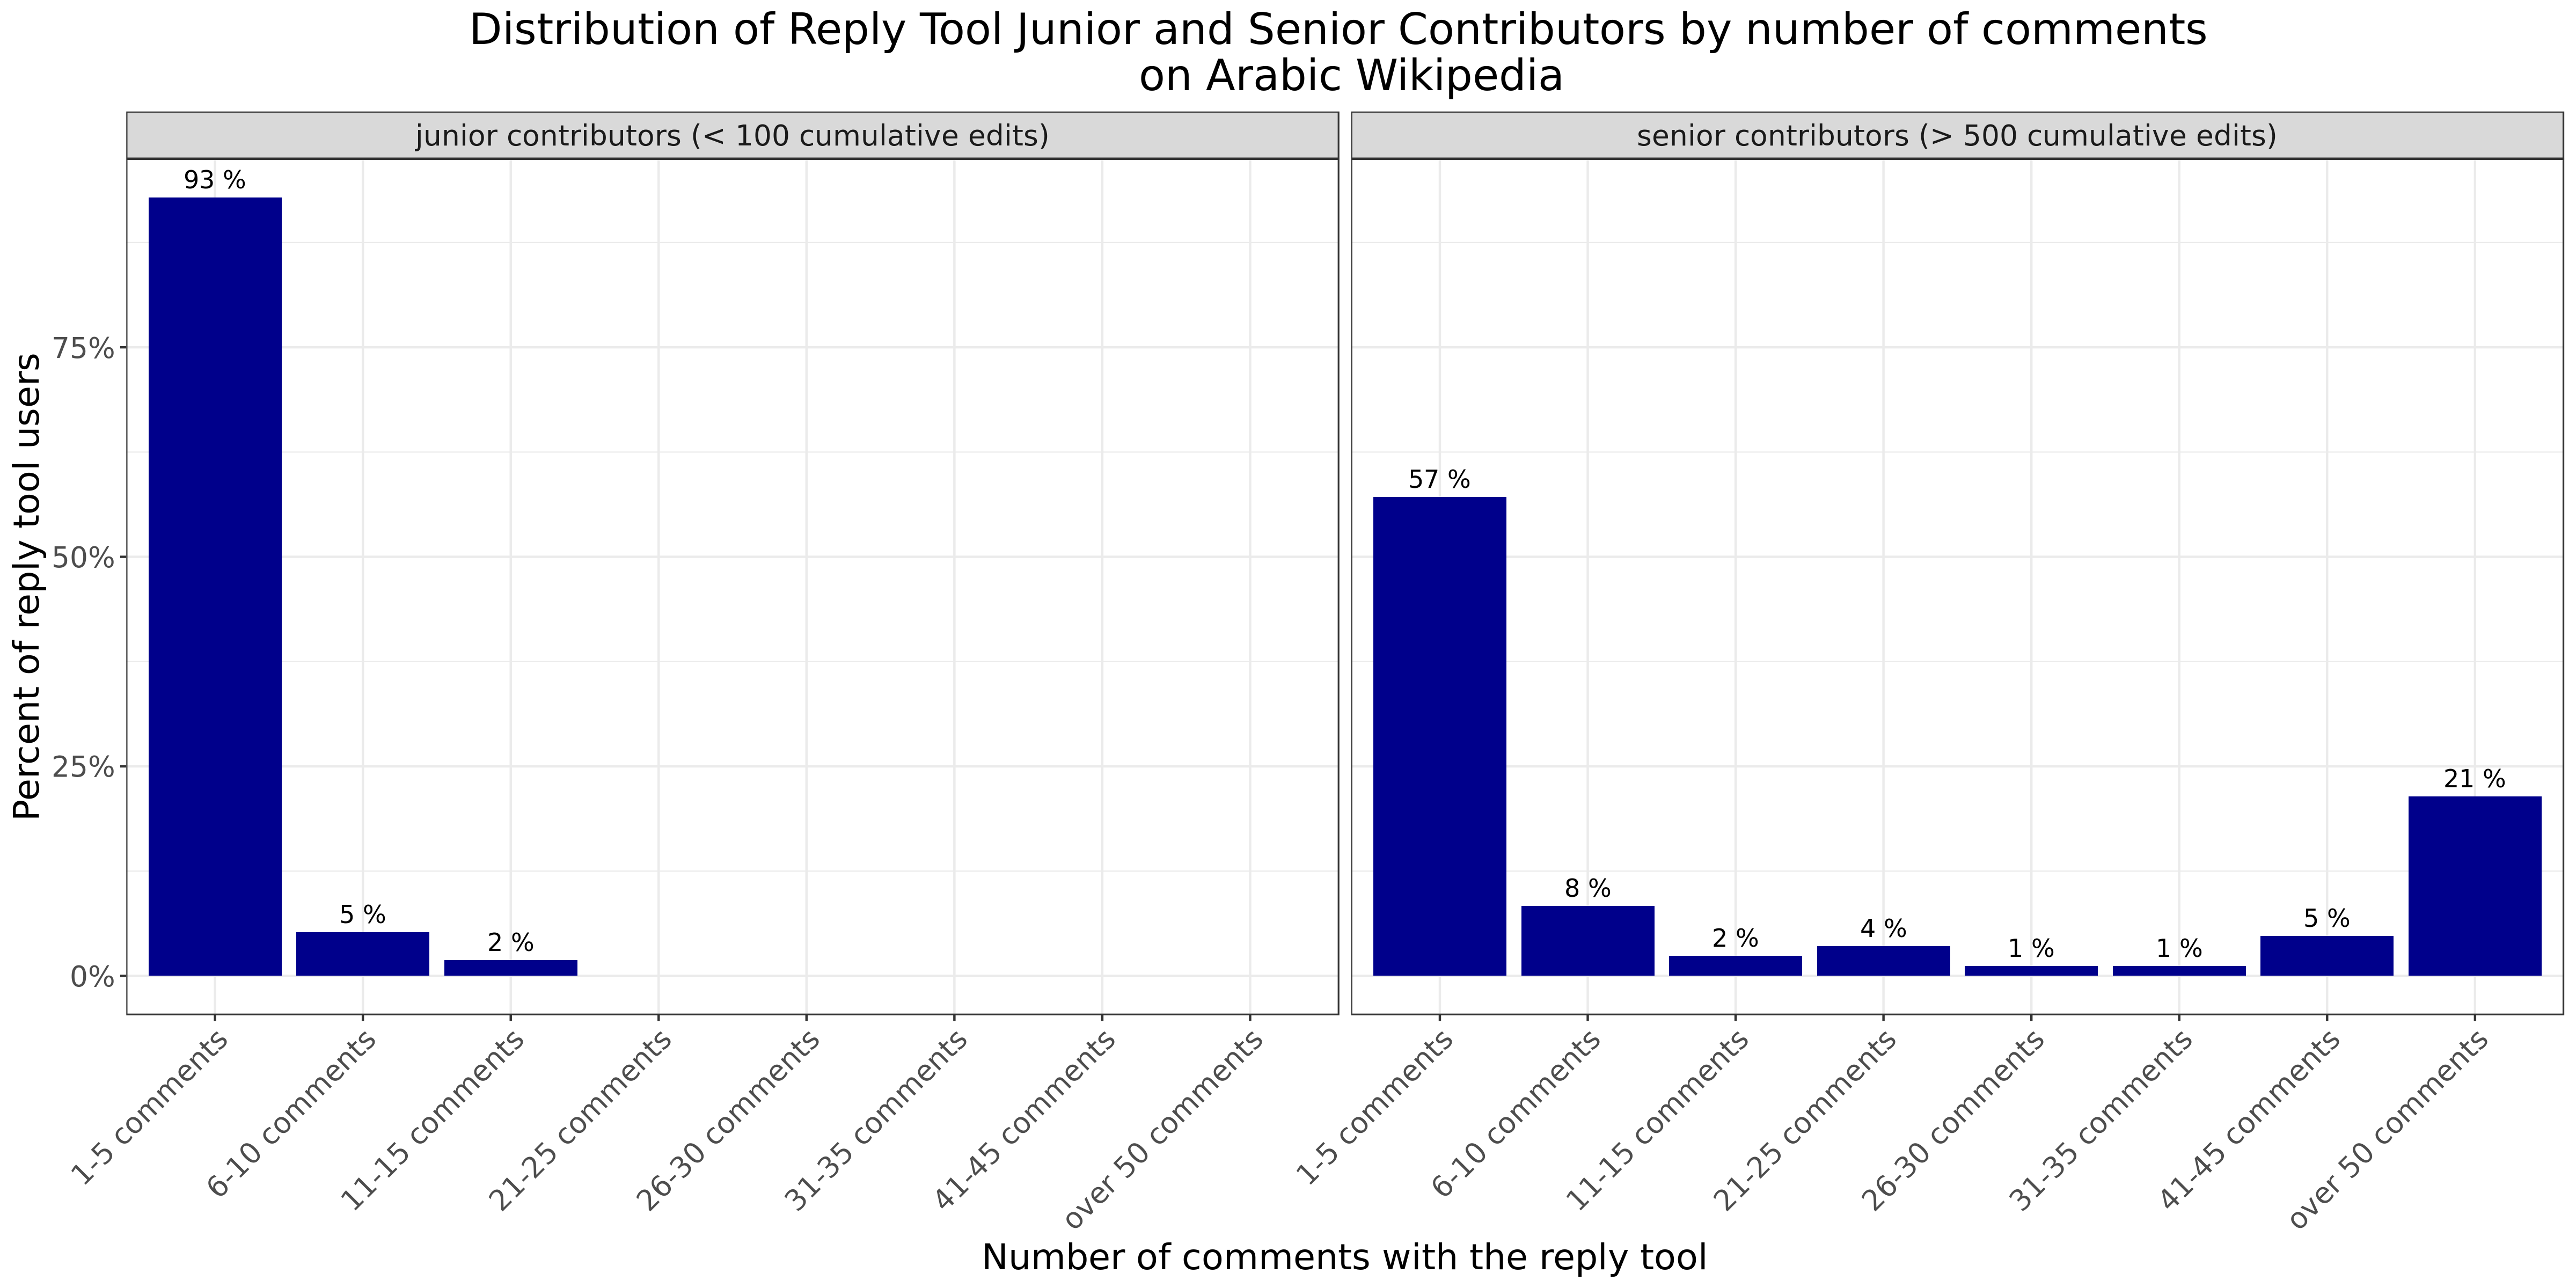 Distribution of Reply Tool Junior and Senior Contributors by number of comments
on Arabic Wikipedia
junior contributors (< 100 cumulative edits)
senior contributors (> 500 cumulative edits)
Percent of reply tool users
75%
50%
25%
0%
93 %
5 %
2 %
57 %
8 %
2 %
4 %
1 %
1 %
5 %
21 %
1-5 comments
6-10 comments
11-15 comments
21-25 comments
26-30 comments
31-35 comments
41-45 comments
over 50 comments
1-5 comments
6-10 comments
11-15 comments
21-25 comments
26-30 comments
31-35 comments
41-45 comments
over 50 comments
Number of comments with the reply tool